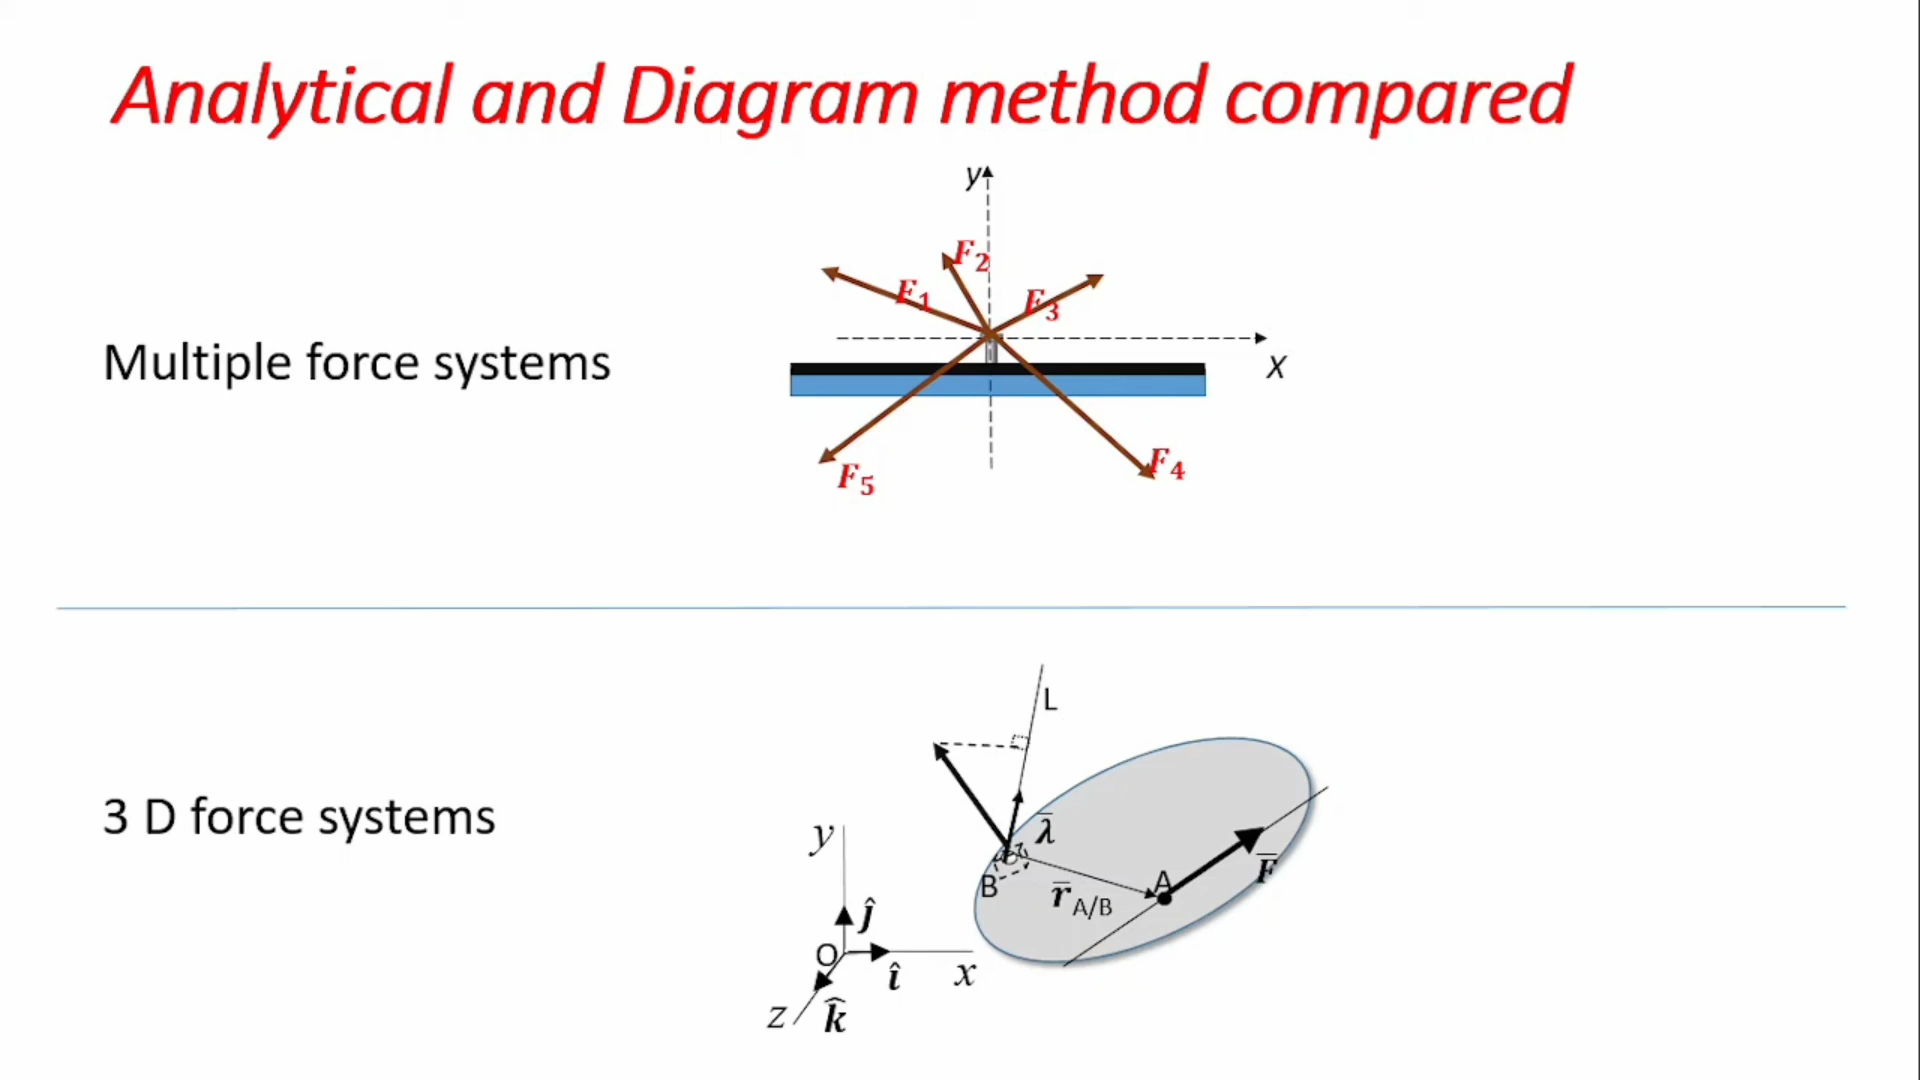 Analytical and Diagram method compared
y
F₂
F₁
F₃
Multiple force systems
x
F₅
F₄
L
3 D force systems
λ̅
y
B
r̅ A/B
A
F̅
ĵ
O
î
x
z
k̂